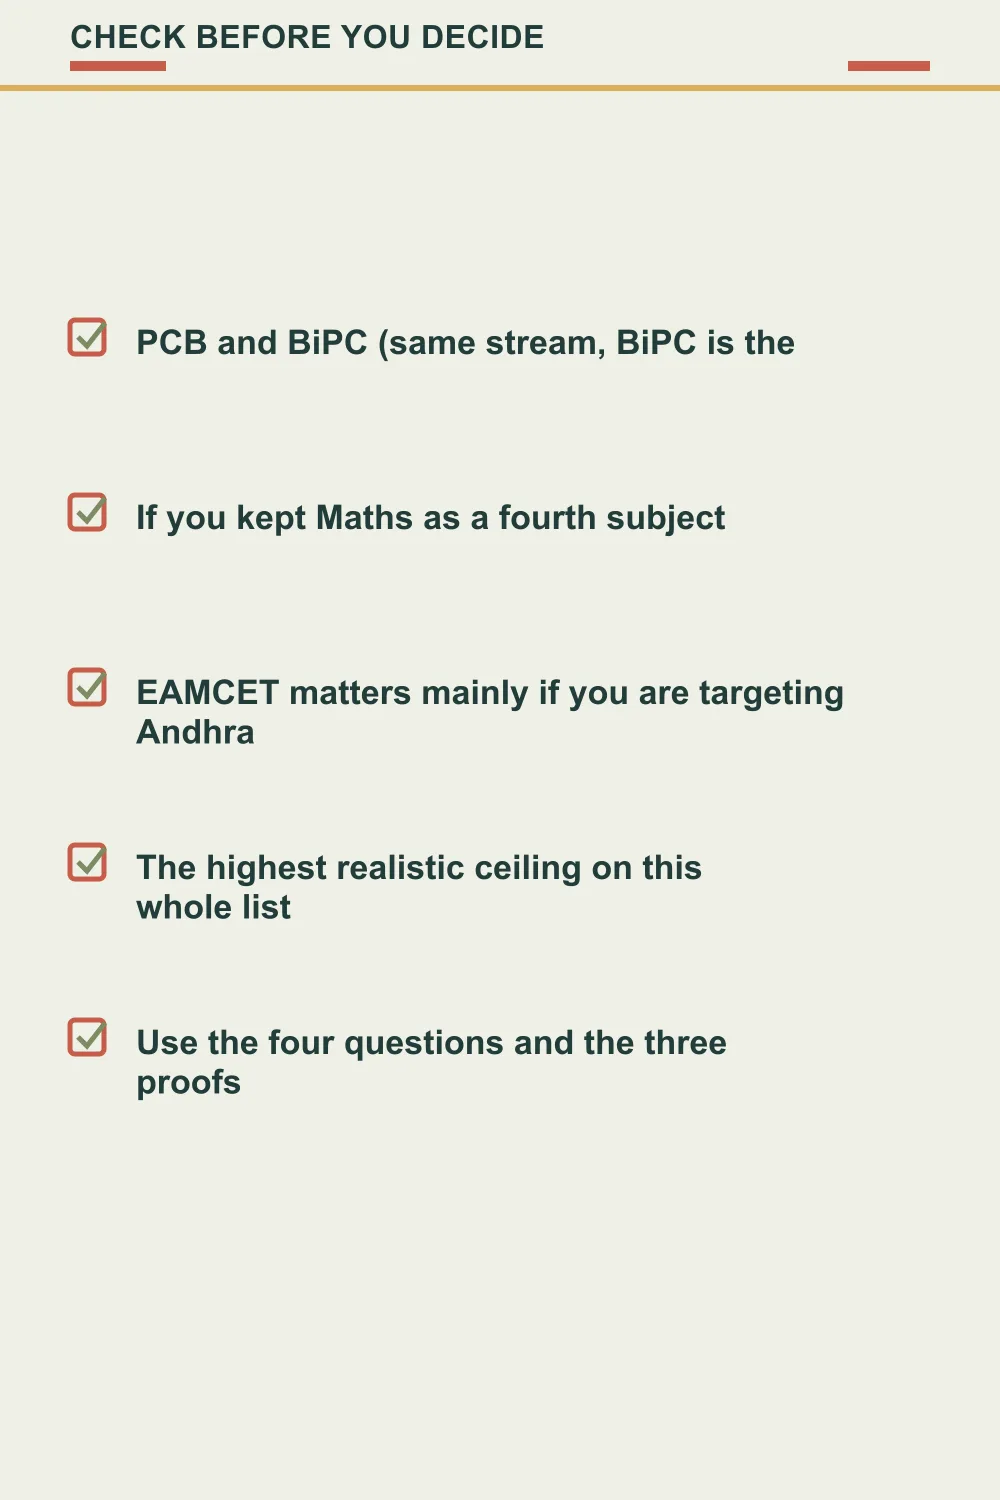 CHECK BEFORE YOU DECIDE
PCB and BiPC (same stream, BiPC is the
If you kept Maths as a fourth subject
EAMCET matters mainly if you are targeting
Andhra
The highest realistic ceiling on this
whole list
Use the four questions and the three
proofs